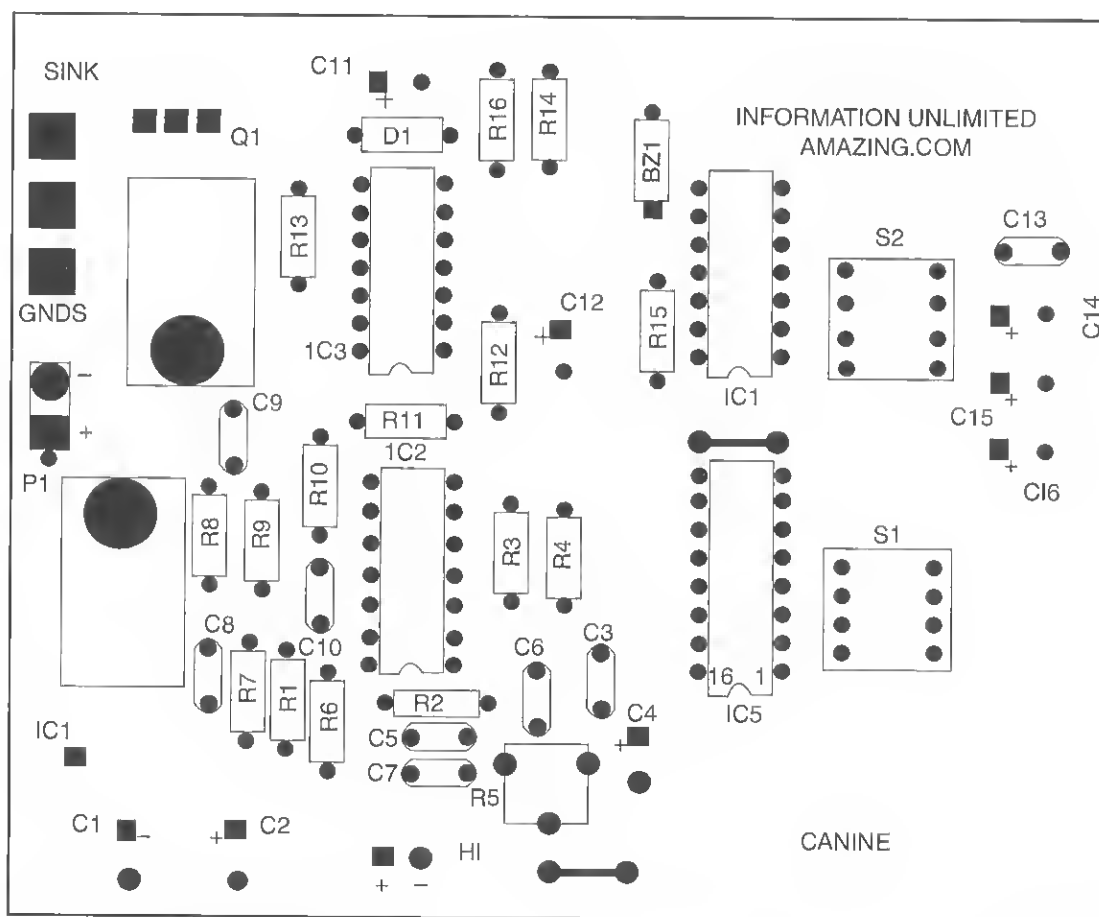 SINK
C11
+
Q1
D1
R16
R14
BZ1
INFORMATION UNLIMITED
AMAZING.COM
R13
C13
S2
GNDS
1C3
R12
C12
+
R15
C14
+
-
+
P1
C9
R11
1C2
IC1
C15
+
+
CI6
R10
R8
R9
R3
R4
S1
C8
C10
C6
C3
R7
R1
R6
R2
C4
+
16
1
IC5
IC1
C5
C7
R5
C1
-
+
C2
HI
+
-
CANINE